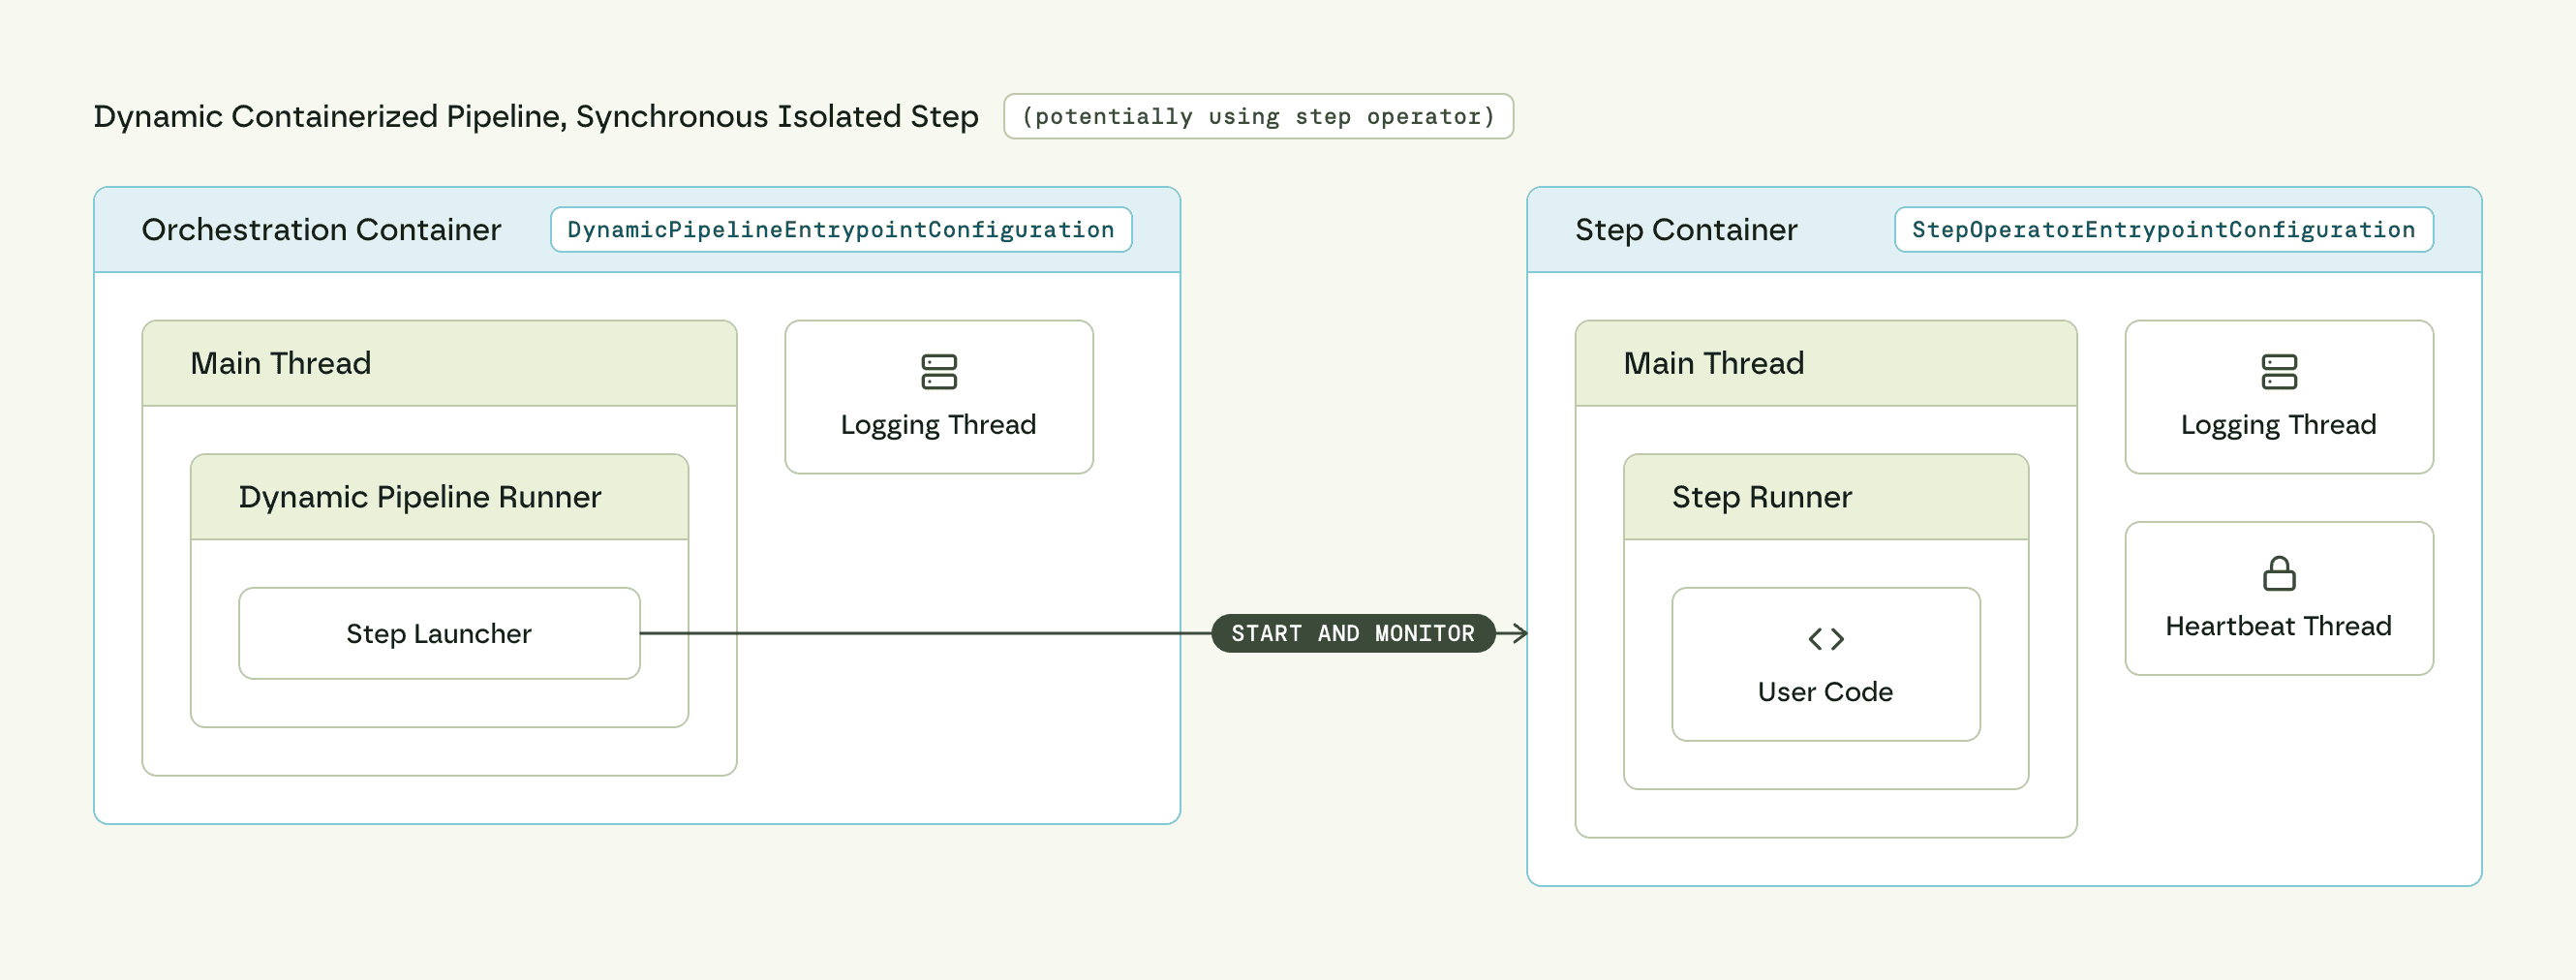 Dynamic Containerized Pipeline, Synchronous Isolated Step (potentially using step operator)
Orchestration Container DynamicPipelineEntrypointConfiguration
Main Thread
Dynamic Pipeline Runner
Step Launcher
Logging Thread
START AND MONITOR
Step Container StepOperatorEntrypointConfiguration
Main Thread
Step Runner
User Code
Logging Thread
Heartbeat Thread